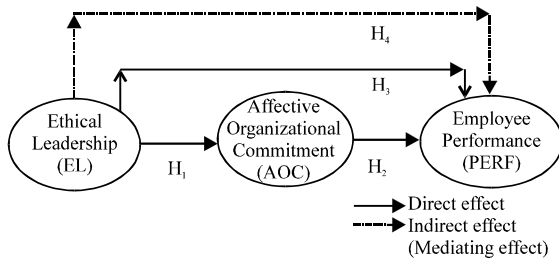 H₄
H₃
Ethical
Leadership
(EL)
H₁
Affective
Organizational
Commitment
(AOC)
H₂
Employee
Performance
(PERF)
Direct effect
Indirect effect
(Mediating effect)